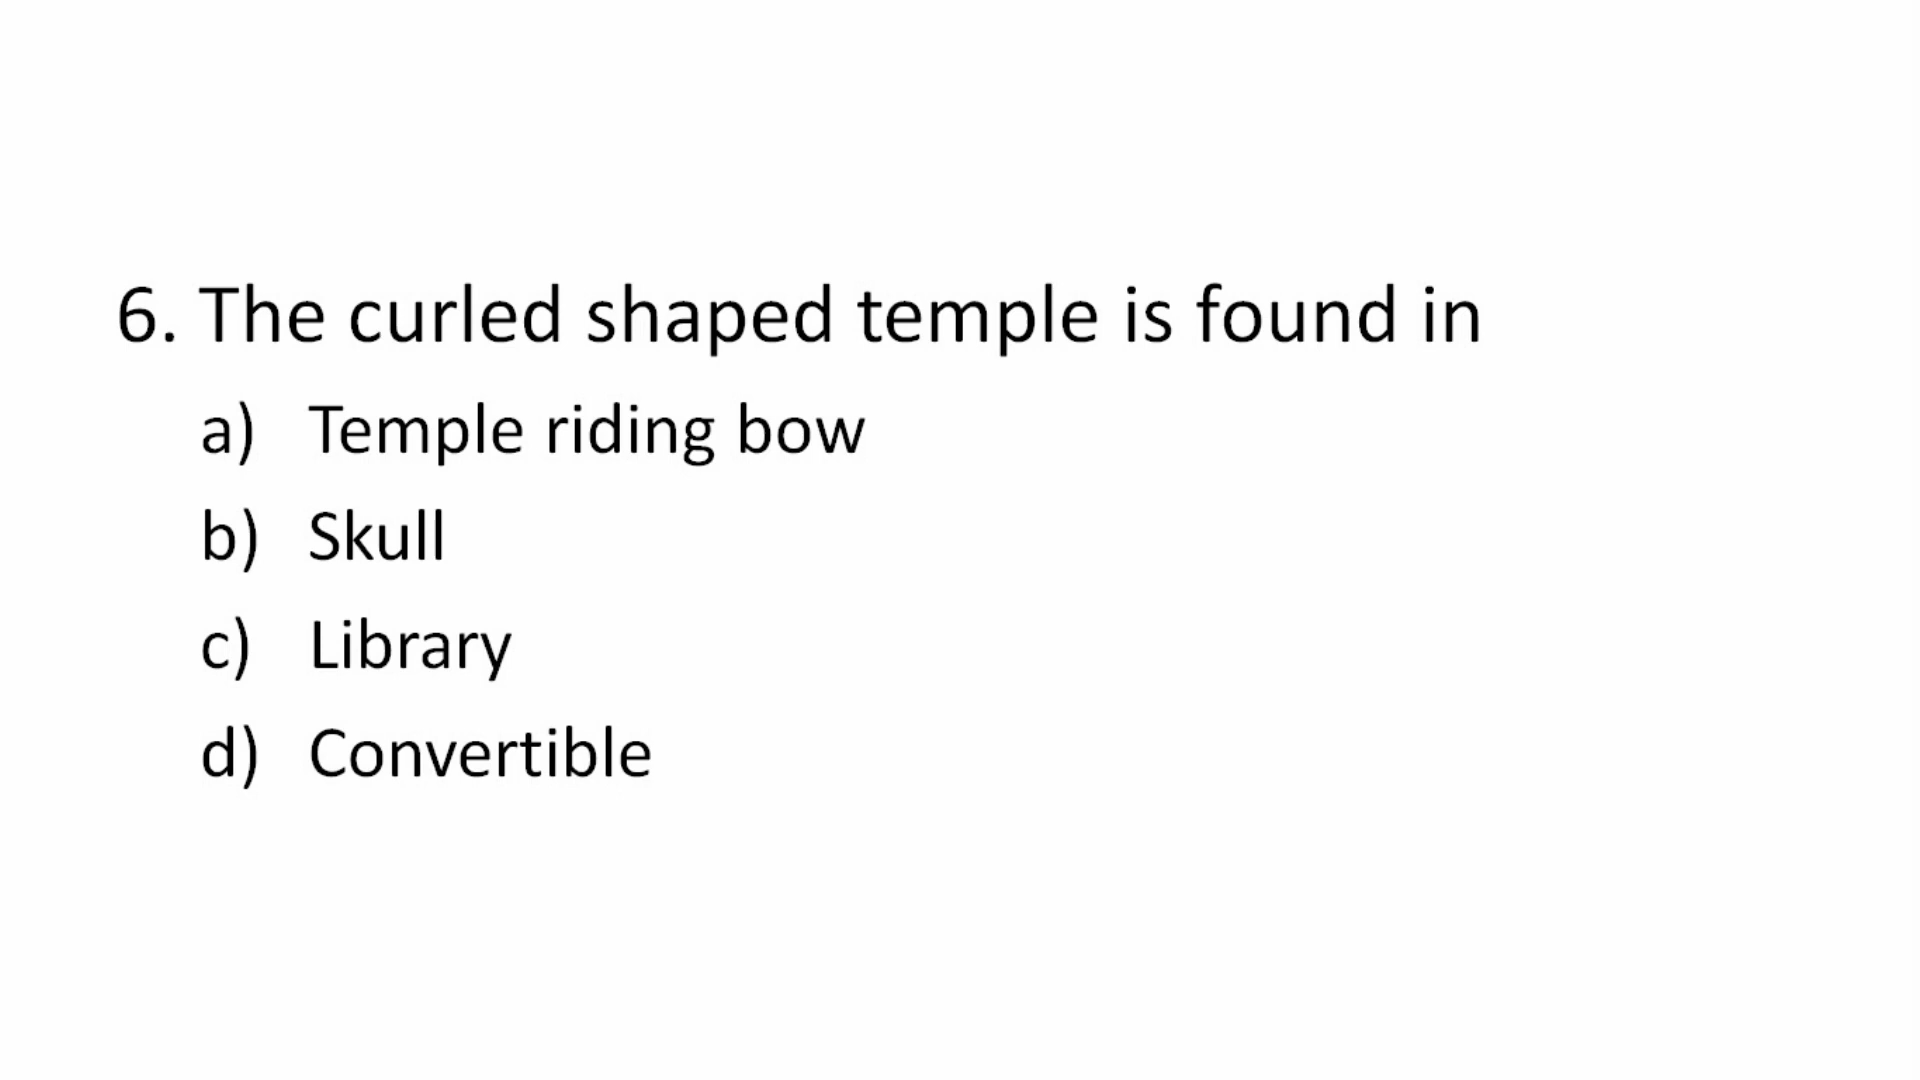 6. The curled shaped temple is found in
a) Temple riding bow
b) Skull
c) Library
d) Convertible